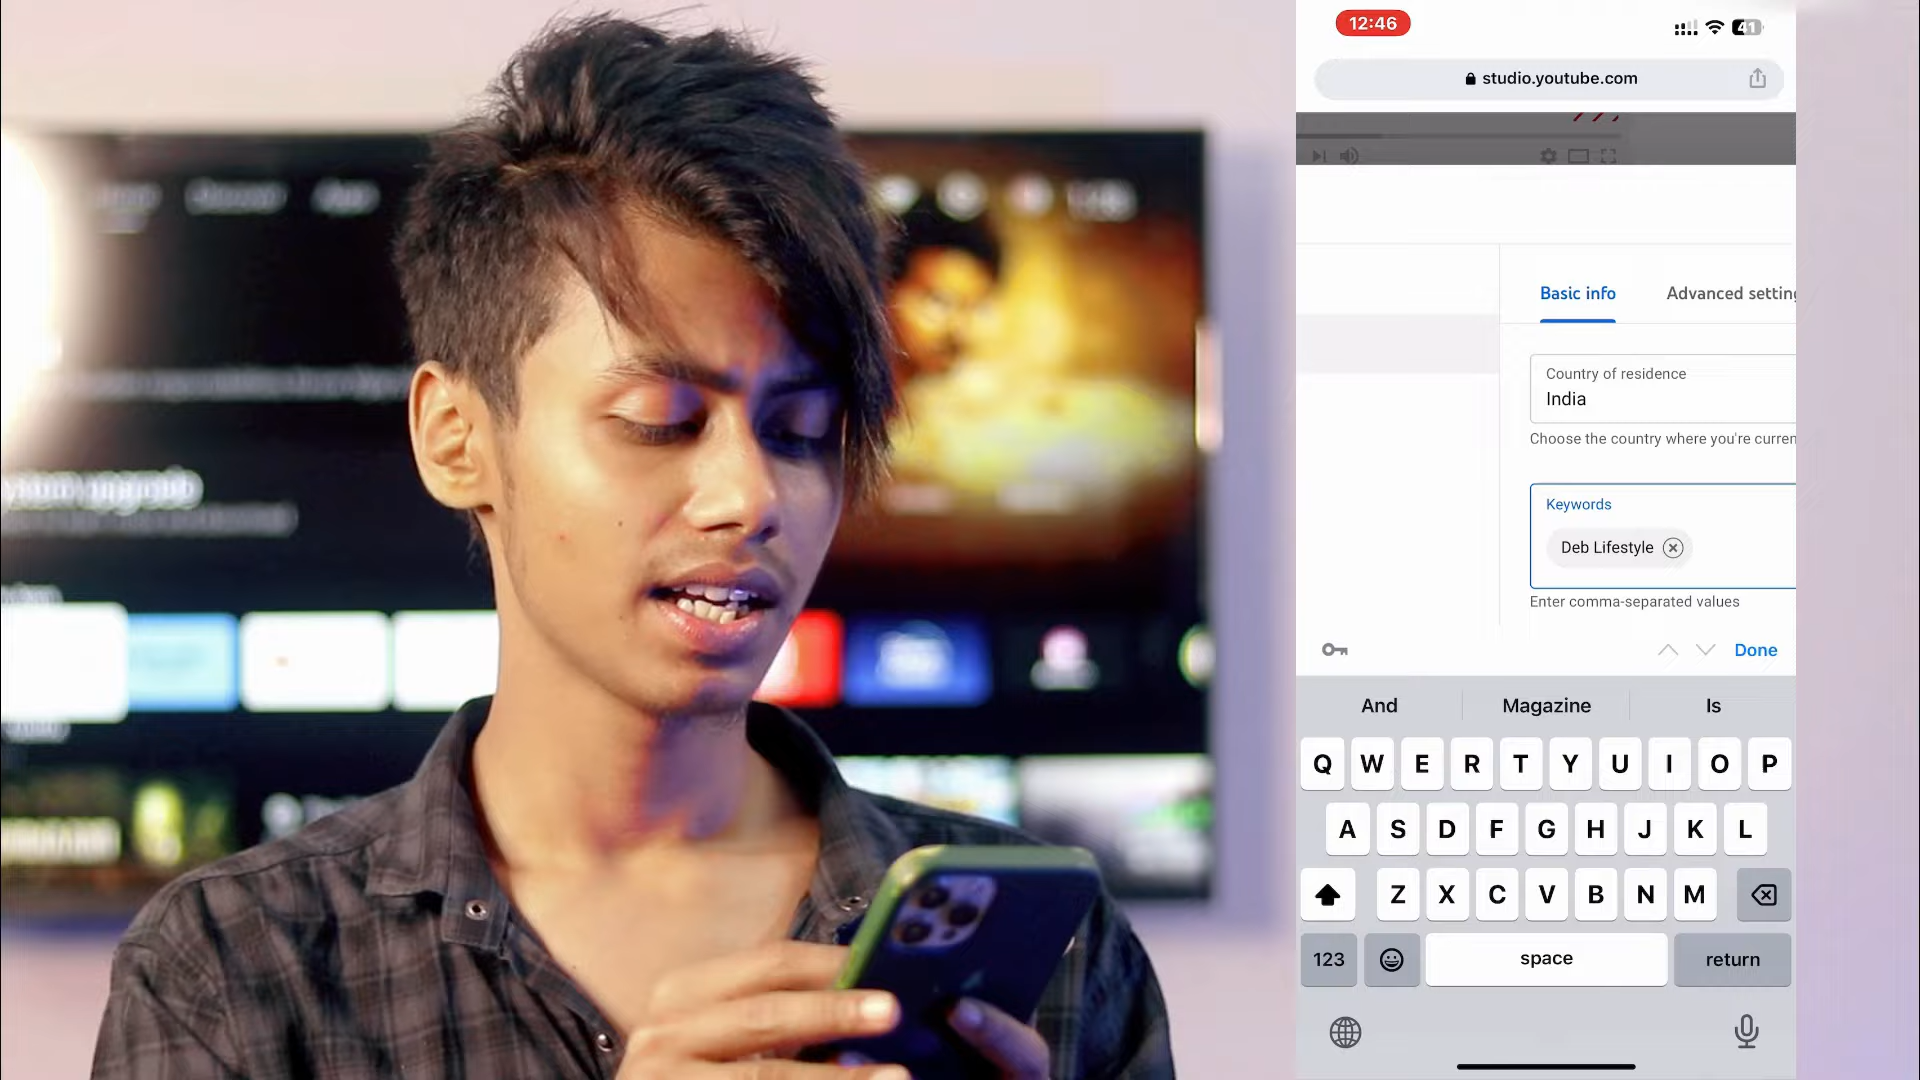 12:46
41
studio.youtube.com
Basic info
Advanced settin
Country of residence
India
Choose the country where you're curren
Keywords
Deb Lifestyle
Enter comma-separated values
Done
And
Magazine
Is
Q W E R T Y U I O P
A S D F G H J K L
Z X C V B N M
123
space
return